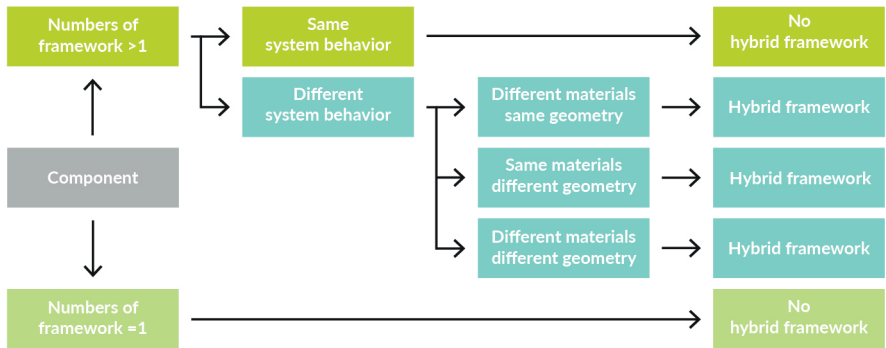 Numbers of
framework >1
Same
system behavior
No
hybrid framework
Different
system behavior
Different materials
same geometry
Hybrid framework
Component
Same materials
different geometry
Hybrid framework
Different materials
different geometry
Hybrid framework
Numbers of
framework =1
No
hybrid framework